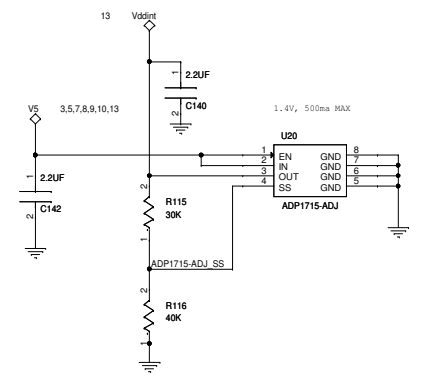 13 Vddint
1
2.2UF
C140
2
V5 3,5,7,8,9,10,13
1.4V, 500ma MAX
U20
1 EN GND 8
2 IN GND 7
3 OUT GND 6
4 SS GND 5
ADP1715-ADJ
1
2.2UF
C142
2
2
R115
30K
1
ADP1715-ADJ_SS
2
R116
40K
1